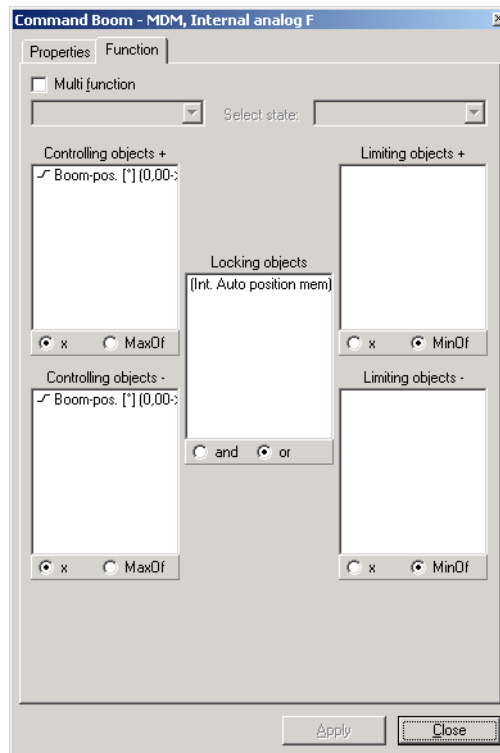 Command Boom - MDM, Internal analog F
Properties
Function
Multi function
Select state:
Controlling objects +
Limiting objects +
Boom-pos. [°] (0,00->
Locking objects
(Int. Auto position mem)
x
MaxOf
x
MinOf
Controlling objects -
Limiting objects -
Boom-pos. [°] (0,00->
and
or
x
MaxOf
x
MinOf
Apply
Close